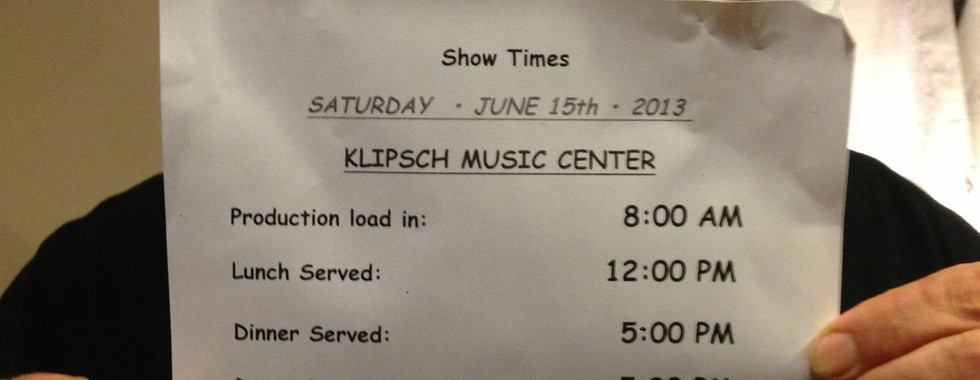 Show Times
SATURDAY · JUNE 15th · 2013
KLIPSCH MUSIC CENTER
Production load in: 8:00 AM
Lunch Served: 12:00 PM
Dinner Served: 5:00 PM